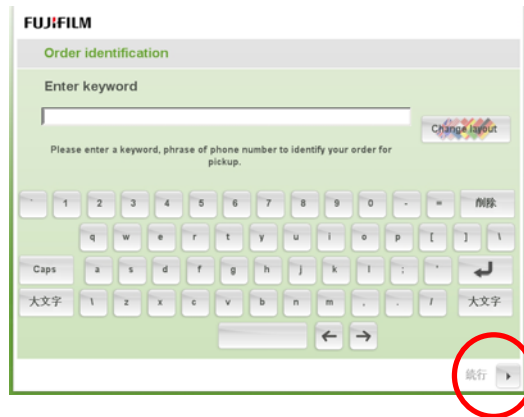 FUJIFILM
Order identification
Enter keyword
Change layout
Please enter a keyword, phrase of phone number to identify your order for
pickup.
` 1 2 3 4 5 6 7 8 9 0 - = 削除
q w e r t y u i o p [ ] \
Caps a s d f g h j k l ; '
大文字 \ z x c v b n m , . / 大文字
← →
続行